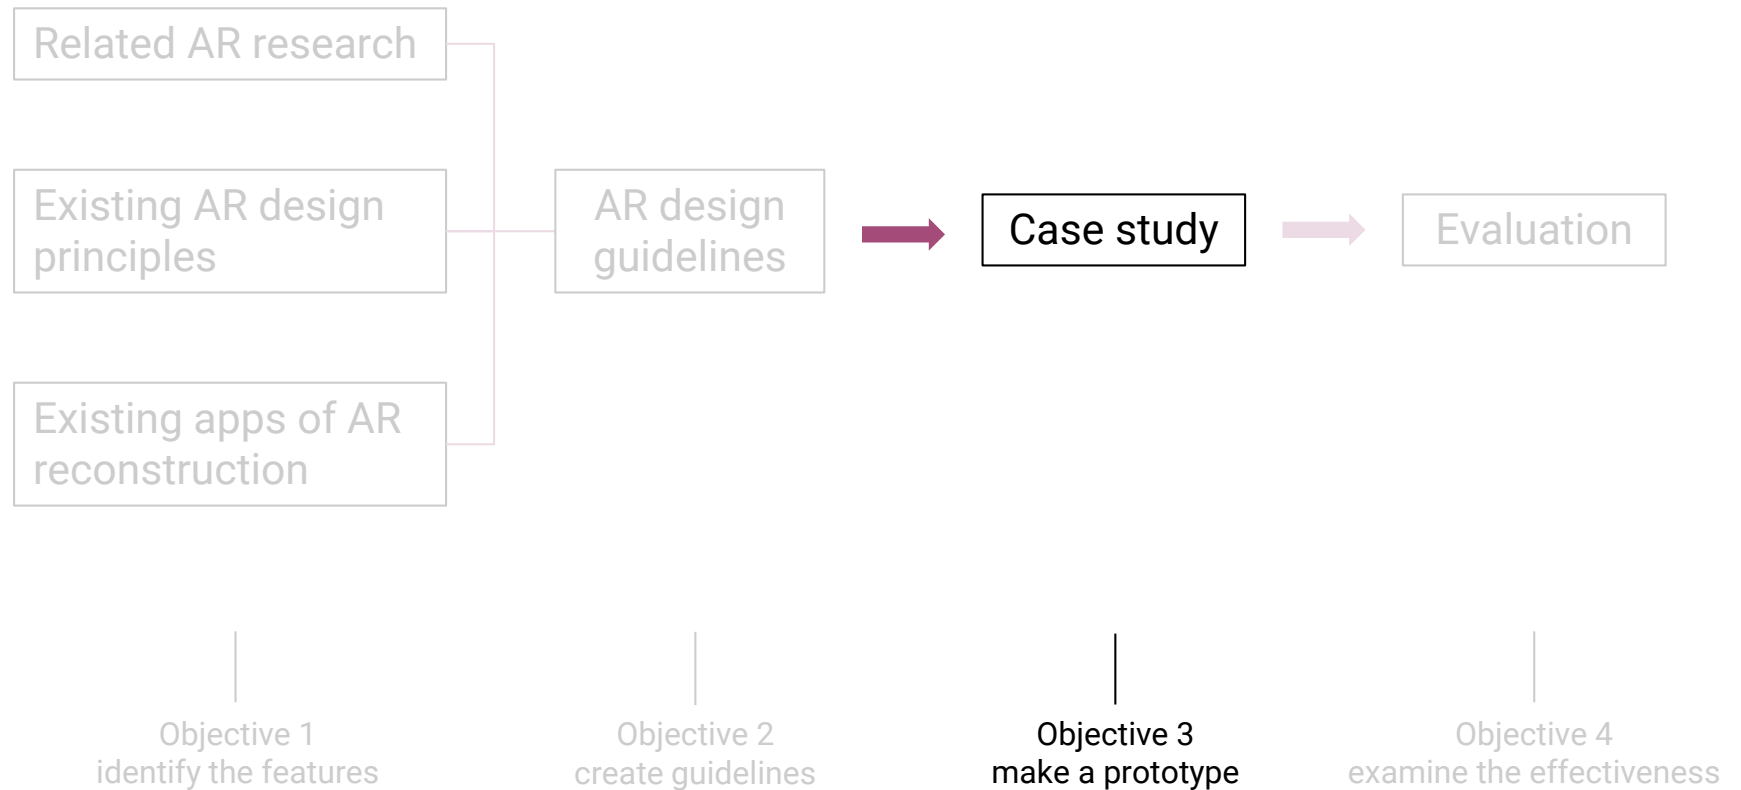 Related AR research
Existing AR design
principles
AR design
guidelines
Case study
Evaluation
Existing apps of AR
reconstruction
Objective 1
identify the features
Objective 2
create guidelines
Objective 3
make a prototype
Objective 4
examine the effectiveness